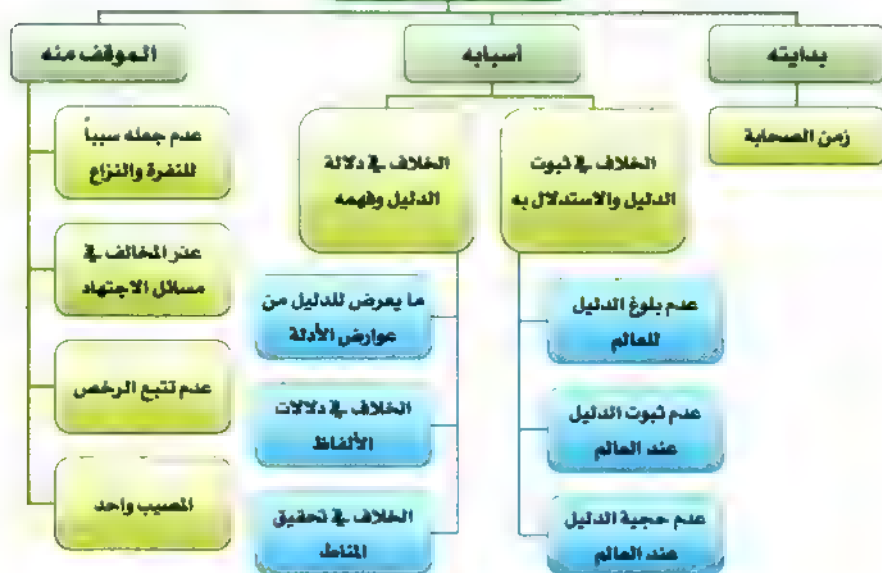 بدايته
زمن الصحابة
أسبابه
الخلاف في ثبوت
الدليل والاستدلال به
عدم بلوغ الدليل
للعالم
عدم ثبوت الدليل
عند العالم
عدم حجية الدليل
عند العالم
الخلاف في دلالة
الدليل وفهمه
ما يعرض للدليل من
عوارض الأدلة
الخلاف في دلالات
الألفاظ
الخلاف في تحقيق
المناط
الموقف منه
عدم جعله سبباً
للنفرة والنزاع
عذر المخالف في
مسائل الاجتهاد
عدم تتبع الرخص
المصيب واحد